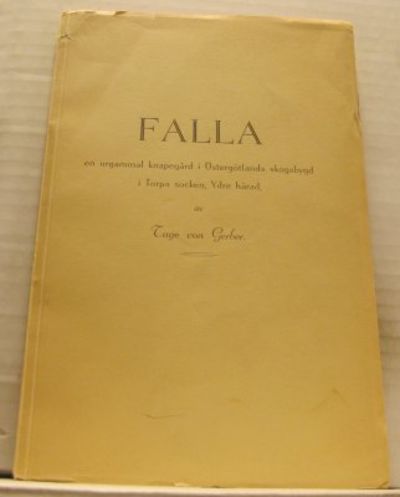 FALLA
en urgammal knapegård i Östergötlands skogsbygd
i Torpa socken, Ydre härad,
av
Tage von Gerber.